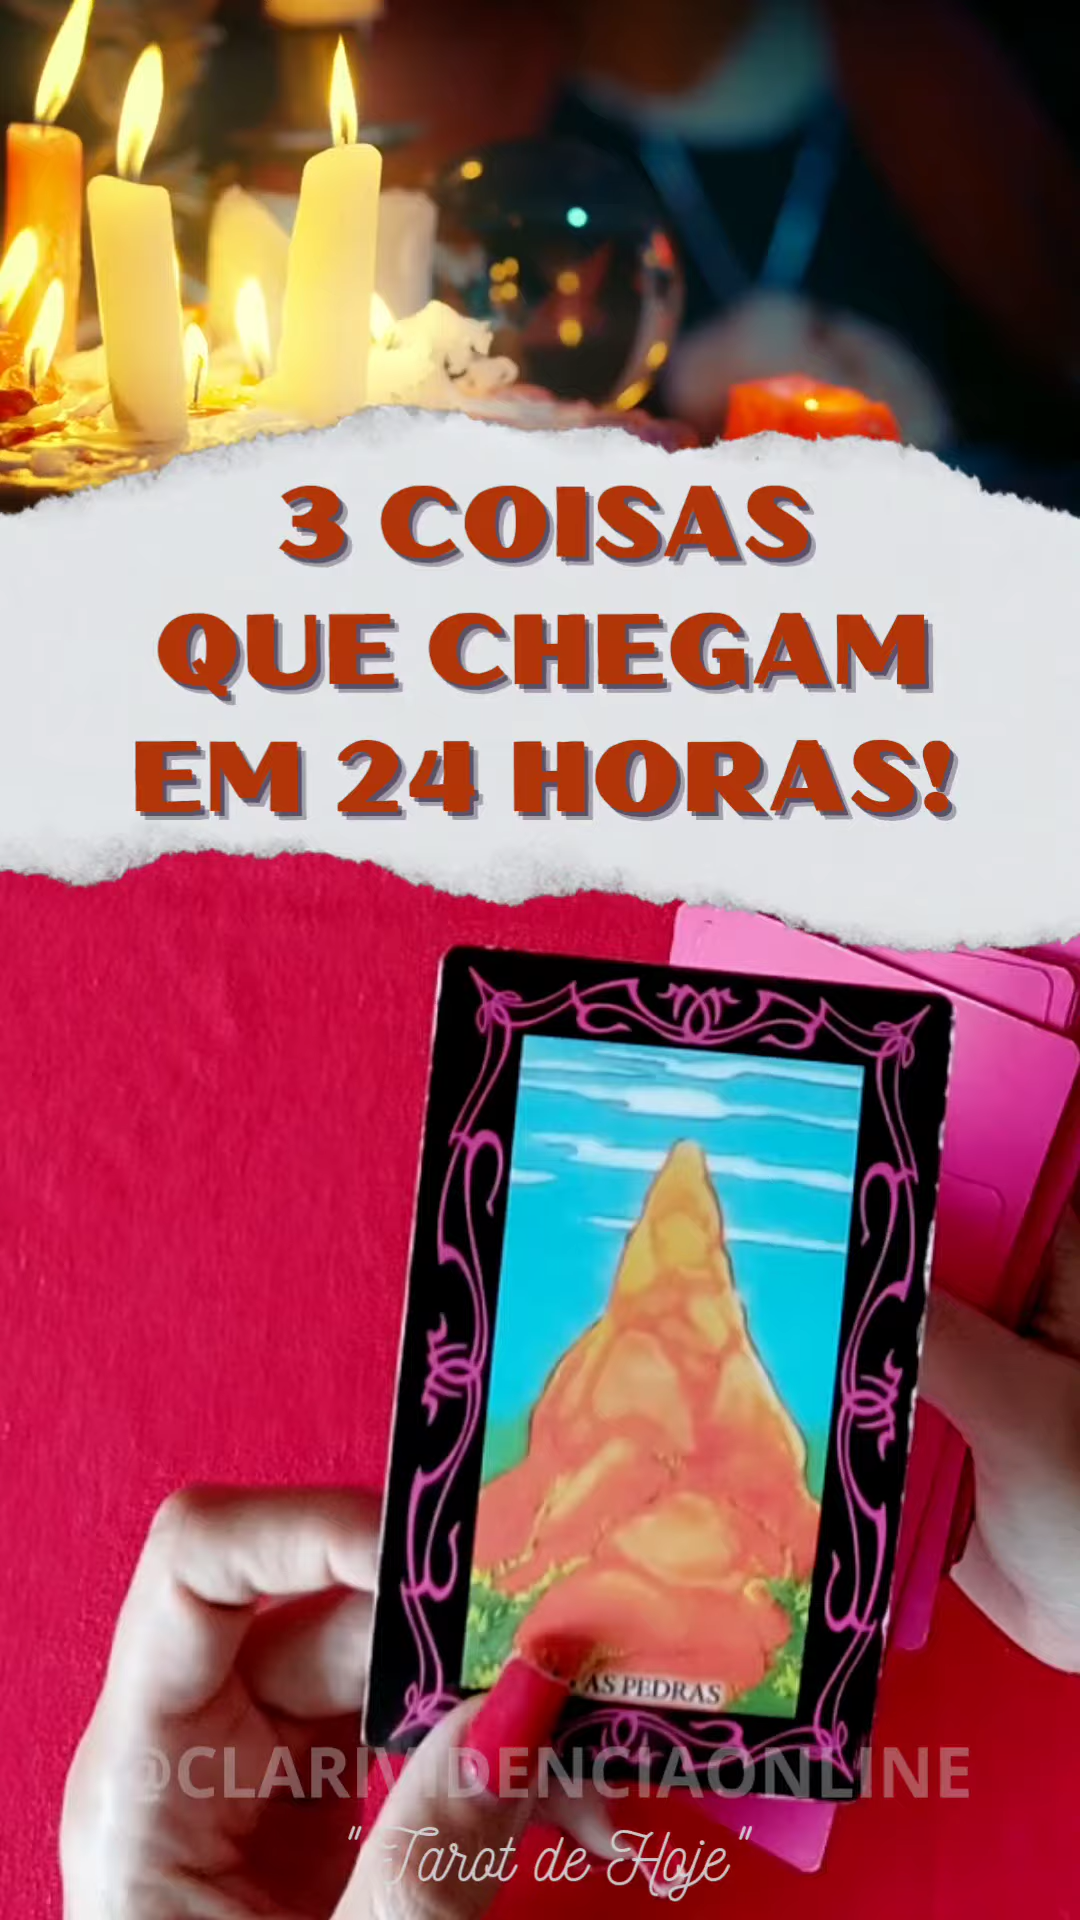 3 COISAS
QUE CHEGAM
EM 24 HORAS!
AS PEDRAS
@CLARIVIDENCIAONLINE
"Tarot de Hoje"